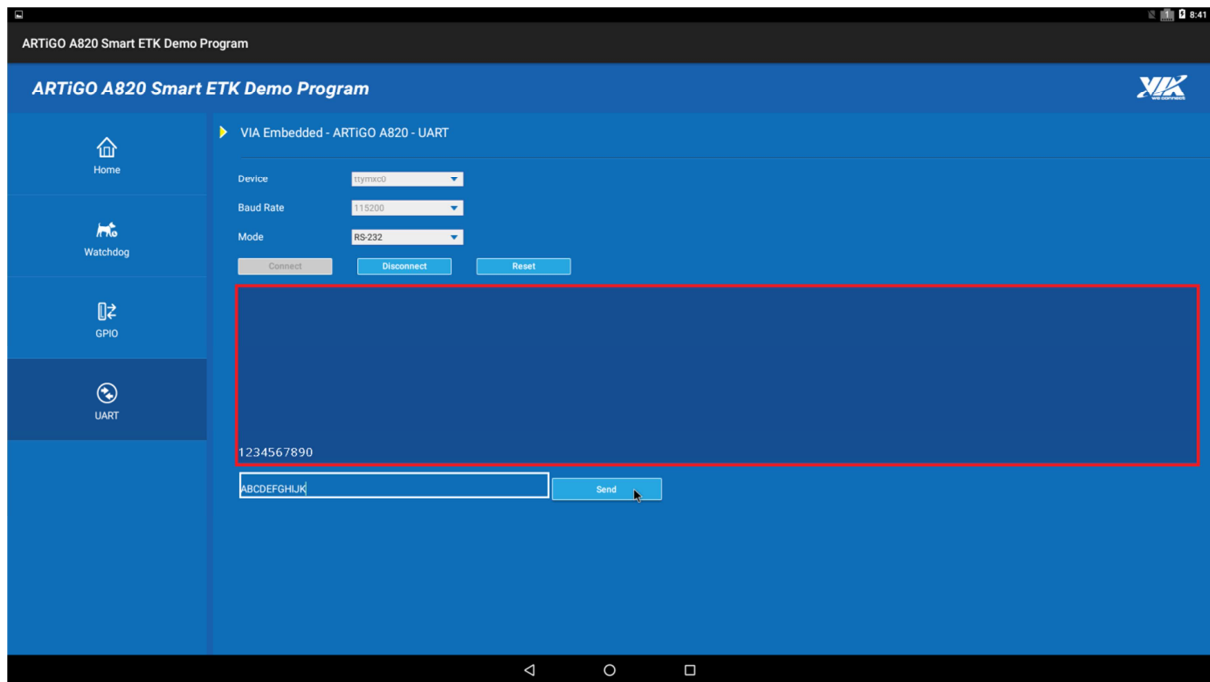 8:41
ARTiGO A820 Smart ETK Demo Program
ARTiGO A820 Smart ETK Demo Program
VIA
we connect
Home
Watchdog
GPIO
UART
VIA Embedded - ARTiGO A820 - UART
Device ttymxc0
Baud Rate 115200
Mode RS-232
Connect Disconnect Reset
1234567890
ABCDEFGHIJK Send